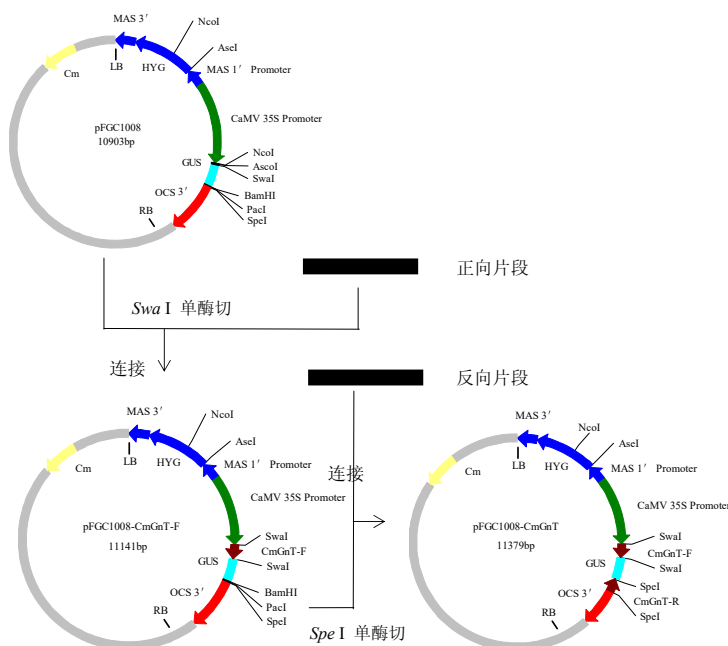 MAS 3′
NcoI
AseI
LB
HYG
MAS 1′ Promoter
Cm
CaMV 35S Promoter
pFGC1008
10903bp
NcoI
GUS
AscoI
SwaI
OCS 3′
BamHI
PacI
RB
SpeI
正向片段
Swa I 单酶切
连接
反向片段
MAS 3′
NcoI
AseI
LB
HYG
MAS 1′ Promoter
Cm
CaMV 35S Promoter
pFGC1008-CmGnT-F
11141bp
SwaI
CmGnT-F
GUS
SwaI
OCS 3′
BamHI
PacI
RB
SpeI
连接
Spe I 单酶切
MAS 3′
NcoI
AseI
LB
HYG
MAS 1′ Promoter
Cm
CaMV 35S Promoter
pFGC1008-CmGnT
11379bp
SwaI
CmGnT-F
GUS
SwaI
SpeI
OCS 3′
CmGnT-R
RB
SpeI